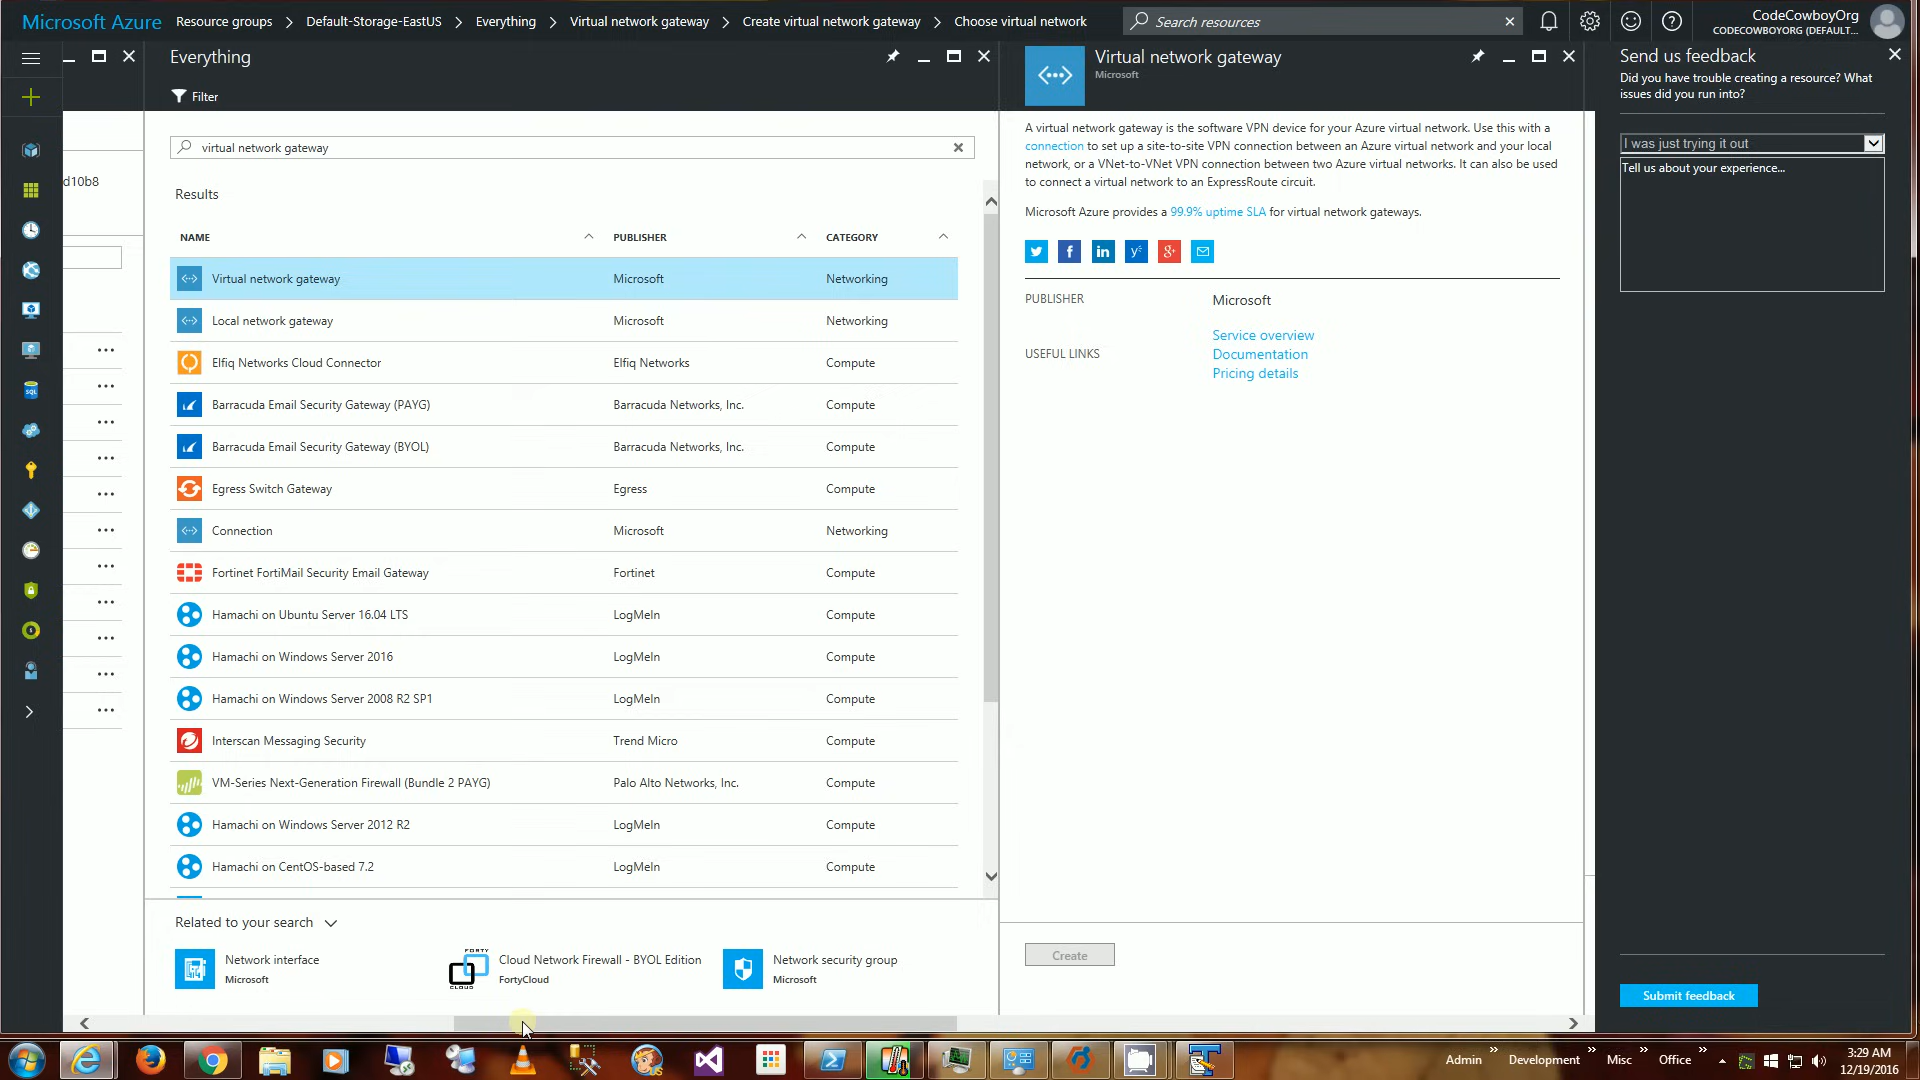 Microsoft Azure
Resource groups
Default-Storage-EastUS
Everything
Virtual network gateway
Create virtual network gateway
Choose virtual network
Search resources
CodeCowboyOrg
CODECOWBOYORG (DEFAULT...
d10b8
Everything
Filter
virtual network gateway
Results
NAME PUBLISHER CATEGORY
Virtual network gateway Microsoft Networking
Local network gateway Microsoft Networking
Elfiq Networks Cloud Connector Elfiq Networks Compute
Barracuda Email Security Gateway (PAYG) Barracuda Networks, Inc. Compute
Barracuda Email Security Gateway (BYOL) Barracuda Networks, Inc. Compute
Egress Switch Gateway Egress Compute
Connection Microsoft Networking
Fortinet FortiMail Security Email Gateway Fortinet Compute
Hamachi on Ubuntu Server 16.04 LTS LogMeIn Compute
Hamachi on Windows Server 2016 LogMeIn Compute
Hamachi on Windows Server 2008 R2 SP1 LogMeIn Compute
Interscan Messaging Security Trend Micro Compute
VM-Series Next-Generation Firewall (Bundle 2 PAYG) Palo Alto Networks, Inc. Compute
Hamachi on Windows Server 2012 R2 LogMeIn Compute
Hamachi on CentOS-based 7.2 LogMeIn Compute
Related to your search
Network interface
Microsoft
FORTY
CLOUD
Cloud Network Firewall - BYOL Edition
FortyCloud
Network security group
Microsoft
Virtual network gateway
Microsoft
A virtual network gateway is the software VPN device for your Azure virtual network. Use this with a
connection to set up a site-to-site VPN connection between an Azure virtual network and your local
network, or a VNet-to-VNet VPN connection between two Azure virtual networks. It can also be used
to connect a virtual network to an ExpressRoute circuit.
Microsoft Azure provides a 99.9% uptime SLA for virtual network gateways.
PUBLISHER Microsoft
Service overview
USEFUL LINKS Documentation
Pricing details
Create
Send us feedback
Did you have trouble creating a resource? What
issues did you run into?
I was just trying it out
Tell us about your experience...
Submit feedback
Admin
Development
Misc
Office
3:29 AM
12/19/2016